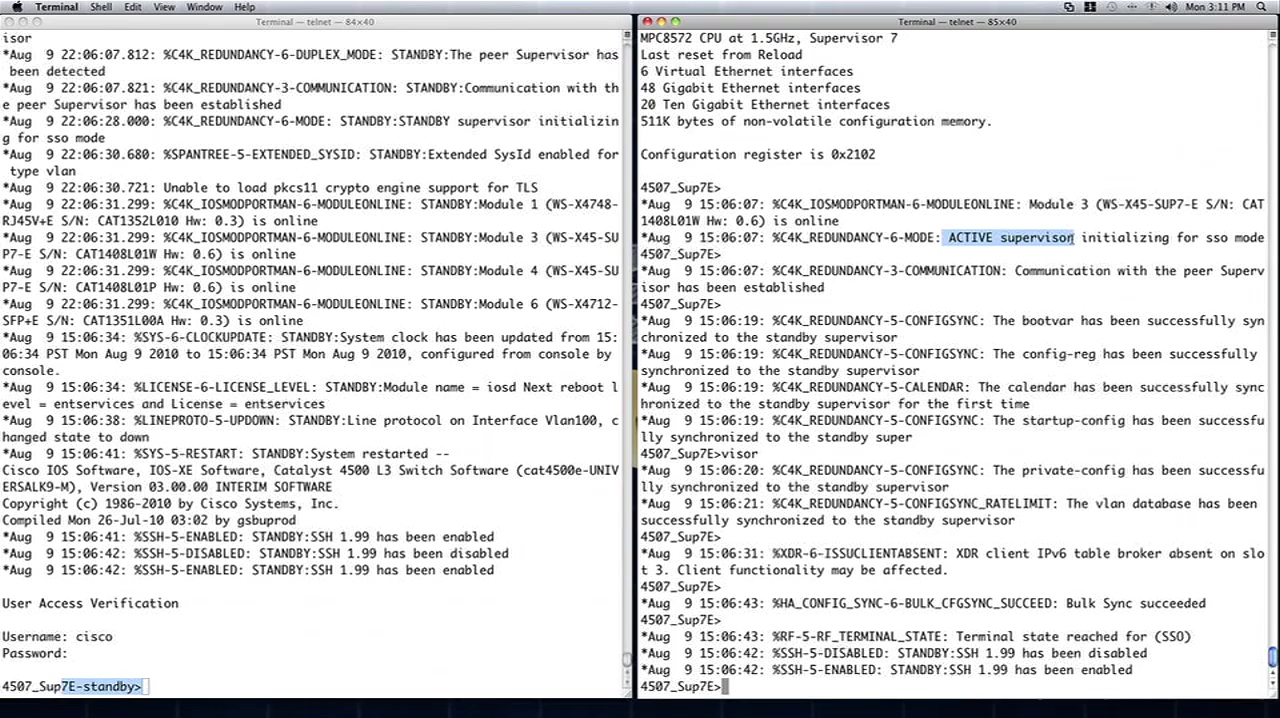 Terminal Shell Edit View Window Help Mon 3:11 PM
Terminal — telnet — 84×40
isor
*Aug  9 22:06:07.812: %C4K_REDUNDANCY-6-DUPLEX_MODE: STANDBY:The peer Supervisor has
 been detected
*Aug  9 22:06:07.821: %C4K_REDUNDANCY-3-COMMUNICATION: STANDBY:Communication with th
e peer Supervisor has been established
*Aug  9 22:06:28.000: %C4K_REDUNDANCY-6-MODE: STANDBY:STANDBY supervisor initializin
g for sso mode
*Aug  9 22:06:30.680: %SPANTREE-5-EXTENDED_SYSID: STANDBY:Extended SysId enabled for
 type vlan
*Aug  9 22:06:30.721: Unable to load pkcs11 crypto engine support for TLS
*Aug  9 22:06:31.299: %C4K_IOSMODPORTMAN-6-MODULEONLINE: STANDBY:Module 1 (WS-X4748-
RJ45V+E S/N: CAT1352L010 Hw: 0.3) is online
*Aug  9 22:06:31.299: %C4K_IOSMODPORTMAN-6-MODULEONLINE: STANDBY:Module 3 (WS-X45-SU
P7-E S/N: CAT1408L01W Hw: 0.6) is online
*Aug  9 22:06:31.299: %C4K_IOSMODPORTMAN-6-MODULEONLINE: STANDBY:Module 4 (WS-X45-SU
P7-E S/N: CAT1408L01P Hw: 0.6) is online
*Aug  9 22:06:31.299: %C4K_IOSMODPORTMAN-6-MODULEONLINE: STANDBY:Module 6 (WS-X4712-
SFP+E S/N: CAT1351L00A Hw: 0.3) is online
*Aug  9 15:06:34: %SYS-6-CLOCKUPDATE: STANDBY:System clock has been updated from 15:
06:34 PST Mon Aug 9 2010 to 15:06:34 PST Mon Aug 9 2010, configured from console by
console.
*Aug  9 15:06:34: %LICENSE-6-LICENSE_LEVEL: STANDBY:Module name = iosd Next reboot l
evel = entservices and License = entservices
*Aug  9 15:06:38: %LINEPROTO-5-UPDOWN: STANDBY:Line protocol on Interface Vlan100, c
hanged state to down
*Aug  9 15:06:41: %SYS-5-RESTART: STANDBY:System restarted --
Cisco IOS Software, IOS-XE Software, Catalyst 4500 L3 Switch Software (cat4500e-UNIV
ERSALK9-M), Version 03.00.00 INTERIM SOFTWARE
Copyright (c) 1986-2010 by Cisco Systems, Inc.
Compiled Mon 26-Jul-10 03:02 by gsbuprod
*Aug  9 15:06:41: %SSH-5-ENABLED: STANDBY:SSH 1.99 has been enabled
*Aug  9 15:06:42: %SSH-5-DISABLED: STANDBY:SSH 1.99 has been disabled
*Aug  9 15:06:42: %SSH-5-ENABLED: STANDBY:SSH 1.99 has been enabled
User Access Verification
Username: cisco
Password:
4507_Sup7E-standby>
Terminal — telnet — 85×40
MPC8572 CPU at 1.5GHz, Supervisor 7
Last reset from Reload
6 Virtual Ethernet interfaces
48 Gigabit Ethernet interfaces
20 Ten Gigabit Ethernet interfaces
511K bytes of non-volatile configuration memory.
Configuration register is 0x2102
4507_Sup7E>
*Aug  9 15:06:07: %C4K_IOSMODPORTMAN-6-MODULEONLINE: Module 3 (WS-X45-SUP7-E S/N: CAT
1408L01W Hw: 0.6) is online
*Aug  9 15:06:07: %C4K_REDUNDANCY-6-MODE: ACTIVE supervisor initializing for sso mode
4507_Sup7E>
*Aug  9 15:06:07: %C4K_REDUNDANCY-3-COMMUNICATION: Communication with the peer Superv
isor has been established
4507_Sup7E>
*Aug  9 15:06:19: %C4K_REDUNDANCY-5-CONFIGSYNC: The bootvar has been successfully syn
chronized to the standby supervisor
*Aug  9 15:06:19: %C4K_REDUNDANCY-5-CONFIGSYNC: The config-reg has been successfully
synchronized to the standby supervisor
*Aug  9 15:06:19: %C4K_REDUNDANCY-5-CALENDAR: The calendar has been successfully sync
hronized to the standby supervisor for the first time
*Aug  9 15:06:19: %C4K_REDUNDANCY-5-CONFIGSYNC: The startup-config has been successfu
lly synchronized to the standby super
4507_Sup7E>visor
*Aug  9 15:06:20: %C4K_REDUNDANCY-5-CONFIGSYNC: The private-config has been successfu
lly synchronized to the standby supervisor
*Aug  9 15:06:21: %C4K_REDUNDANCY-5-CONFIGSYNC_RATELIMIT: The vlan database has been
successfully synchronized to the standby supervisor
4507_Sup7E>
*Aug  9 15:06:31: %XDR-6-ISSUCLIENTABSENT: XDR client IPv6 table broker absent on slo
t 3. Client functionality may be affected.
4507_Sup7E>
*Aug  9 15:06:43: %HA_CONFIG_SYNC-6-BULK_CFGSYNC_SUCCEED: Bulk Sync succeeded
4507_Sup7E>
*Aug  9 15:06:43: %RF-5-RF_TERMINAL_STATE: Terminal state reached for (SSO)
*Aug  9 15:06:42: %SSH-5-DISABLED: STANDBY:SSH 1.99 has been disabled
*Aug  9 15:06:42: %SSH-5-ENABLED: STANDBY:SSH 1.99 has been enabled
4507_Sup7E>